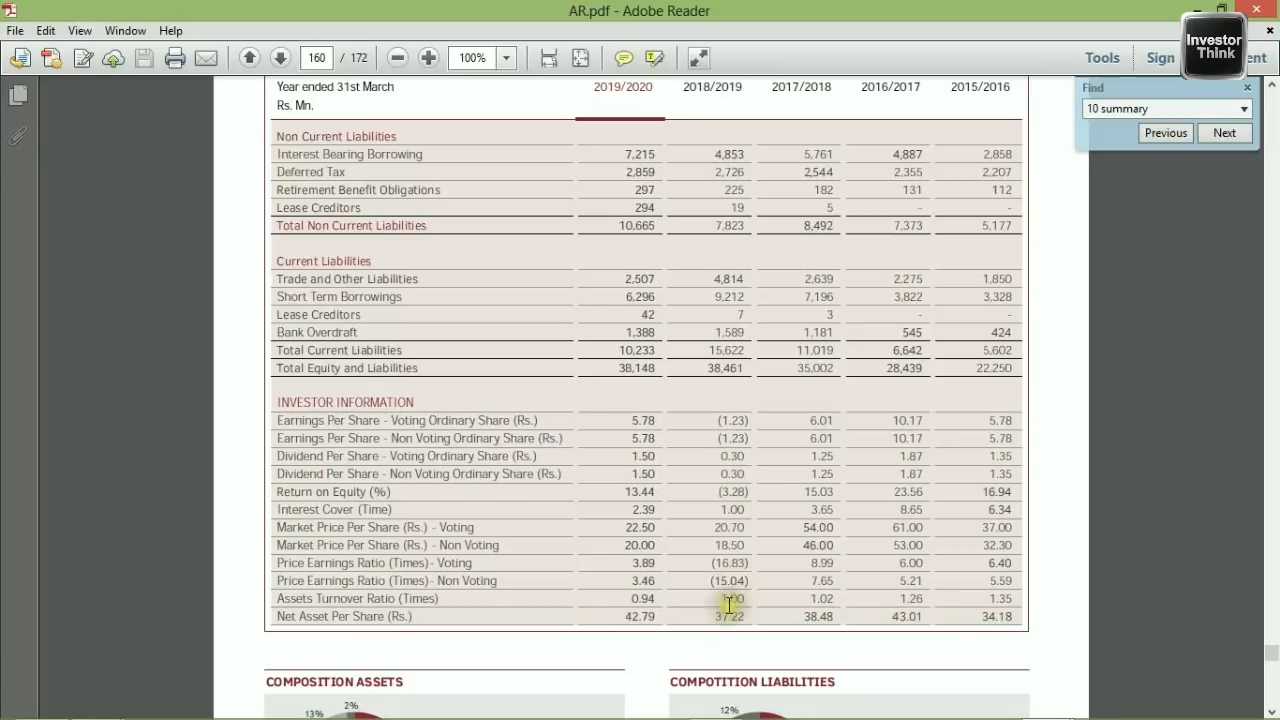 AR.pdf - Adobe Reader
File Edit View Window Help
Investor
Think
160 / 172 100% Tools Sign ent
Find
10 summary
Previous Next
Year ended 31st March 2019/2020 2018/2019 2017/2018 2016/2017 2015/2016
Rs. Mn.
Non Current Liabilities
Interest Bearing Borrowing 7,215 4,853 5,761 4,887 2,858
Deferred Tax 2,859 2,726 2,544 2,355 2,207
Retirement Benefit Obligations 297 225 182 131 112
Lease Creditors 294 19 5 - -
Total Non Current Liabilities 10,665 7,823 8,492 7,373 5,177
Current Liabilities
Trade and Other Liabilities 2,507 4,814 2,639 2,275 1,850
Short Term Borrowings 6,296 9,212 7,196 3,822 3,328
Lease Creditors 42 7 3 - -
Bank Overdraft 1,388 1,589 1,181 545 424
Total Current Liabilities 10,233 15,622 11,019 6,642 5,602
Total Equity and Liabilities 38,148 38,461 35,002 28,439 22,250
INVESTOR INFORMATION
Earnings Per Share - Voting Ordinary Share (Rs.) 5.78 (1.23) 6.01 10.17 5.78
Earnings Per Share - Non Voting Ordinary Share (Rs.) 5.78 (1.23) 6.01 10.17 5.78
Dividend Per Share - Voting Ordinary Share (Rs.) 1.50 0.30 1.25 1.87 1.35
Dividend Per Share - Non Voting Ordinary Share (Rs.) 1.50 0.30 1.25 1.87 1.35
Return on Equity (%) 13.44 (3.28) 15.03 23.56 16.94
Interest Cover (Time) 2.39 1.00 3.65 8.65 6.34
Market Price Per Share (Rs.) - Voting 22.50 20.70 54.00 61.00 37.00
Market Price Per Share (Rs.) - Non Voting 20.00 18.50 46.00 53.00 32.30
Price Earnings Ratio (Times)- Voting 3.89 (16.83) 8.99 6.00 6.40
Price Earnings Ratio (Times)- Non Voting 3.46 (15.04) 7.65 5.21 5.59
Assets Turnover Ratio (Times) 0.94 1.02 1.26 1.35
Net Asset Per Share (Rs.) 42.79 37.22 38.48 43.01 34.18
COMPOSITION ASSETS COMPOTITION LIABILITIES
13% 2% 12%